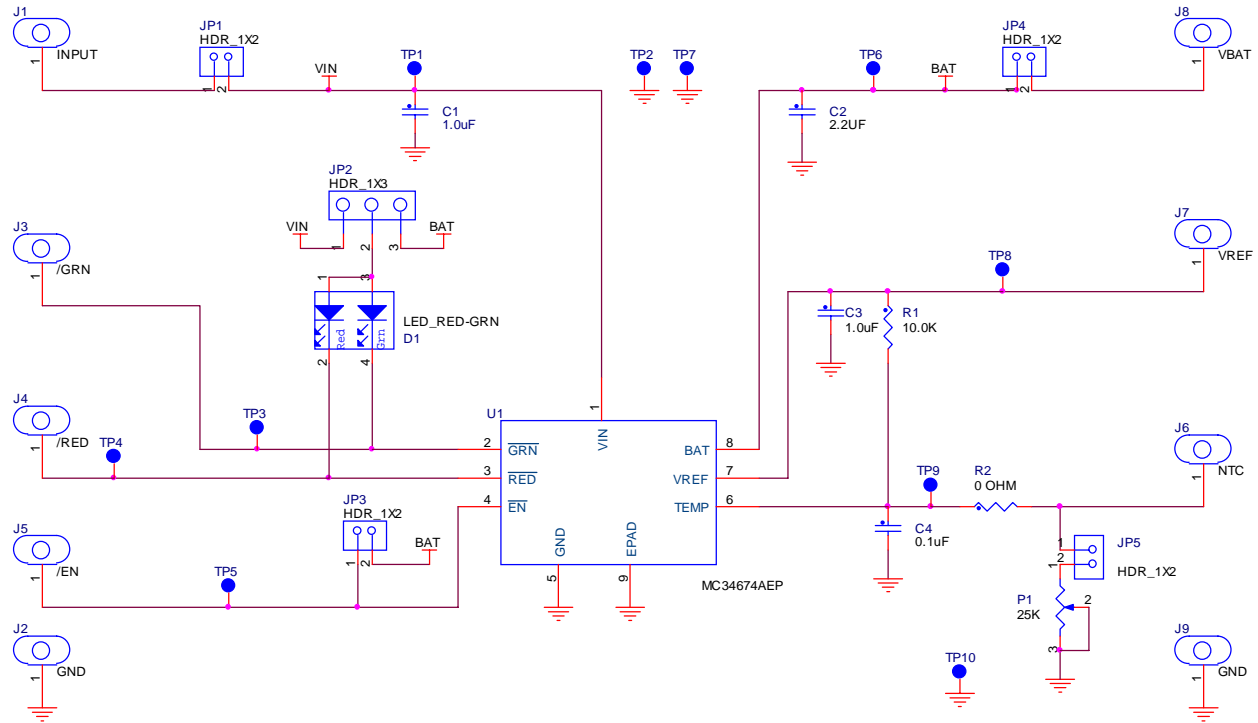 J1
INPUT
1
JP1
HDR_1X2
1
2
VIN
TP1
C1
1.0uF
TP2
TP7
TP6
C2
2.2UF
BAT
JP4
HDR_1X2
1
2
J8
VBAT
1
JP2
HDR_1X3
VIN
1
2
3
BAT
J3
/GRN
1
1
3
Red
Grn
LED_RED-GRN
D1
2
4
J7
VREF
1
TP8
C3
1.0uF
R1
10.0K
J4
/RED
1
TP4
TP3
U1
1
VIN
2
GRN
3
RED
4
EN
BAT
8
VREF
7
TEMP
6
GND
EPAD
5
9
MC34674AEP
TP9
R2
0 OHM
J6
NTC
1
C4
0.1uF
J5
/EN
1
TP5
JP3
HDR_1X2
1
2
BAT
JP5
HDR_1X2
1
2
P1
25K
1
2
3
J2
GND
1
TP10
J9
GND
1